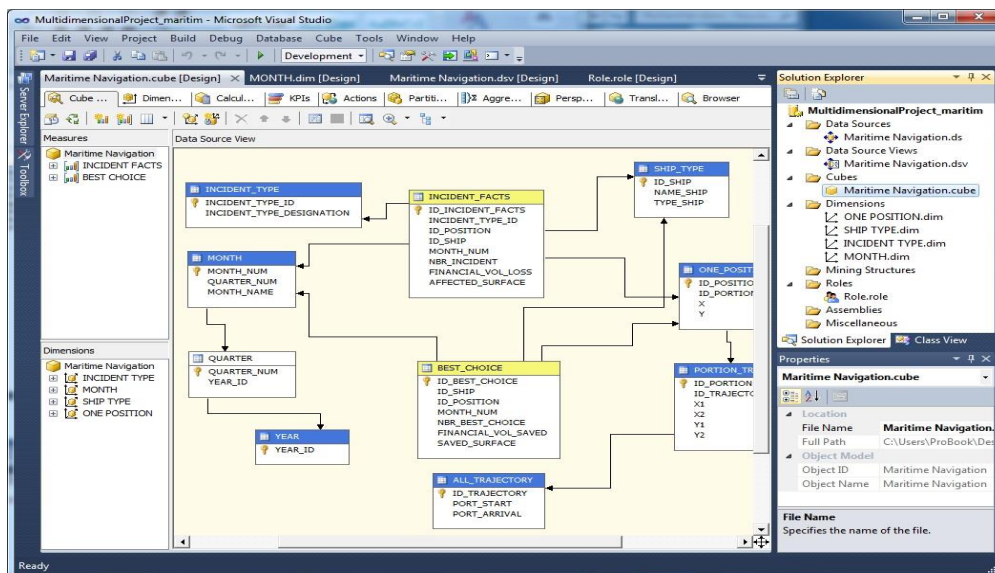 MultidimensionalProject_maritim - Microsoft Visual Studio
File Edit View Project Build Debug Database Cube Tools Window Help
Development
Maritime Navigation.cube [Design] MONTH.dim [Design] Maritime Navigation.dsv [Design] Role.role [Design]
Cube ... Dimen... Calcul... KPIs Actions Partiti... Aggre... Persp... Transl... Browser
Server Explorer
Toolbox
Measures
Maritime Navigation
INCIDENT FACTS
BEST CHOICE
Dimensions
Maritime Navigation
INCIDENT TYPE
MONTH
SHIP TYPE
ONE POSITION
Data Source View
INCIDENT_TYPE
INCIDENT_TYPE_ID
INCIDENT_TYPE_DESIGNATION
INCIDENT_FACTS
ID_INCIDENT_FACTS
INCIDENT_TYPE_ID
ID_POSITION
ID_SHIP
MONTH_NUM
NBR_INCIDENT
FINANCIAL_VOL_LOSS
AFFECTED_SURFACE
SHIP_TYPE
ID_SHIP
NAME_SHIP
TYPE_SHIP
MONTH
MONTH_NUM
QUARTER_NUM
MONTH_NAME
ONE_POSIT
ID_POSITIO
ID_PORTION
X
Y
QUARTER
QUARTER_NUM
YEAR_ID
BEST_CHOICE
ID_BEST_CHOICE
ID_SHIP
ID_POSITION
MONTH_NUM
NBR_BEST_CHOICE
FINANCIAL_VOL_SAVED
SAVED_SURFACE
PORTION_TR
ID_PORTION
ID_TRAJECTO
X1
X2
Y1
Y2
YEAR
YEAR_ID
ALL_TRAJECTORY
ID_TRAJECTORY
PORT_START
PORT_ARRIVAL
Solution Explorer
MultidimensionalProject_maritim
Data Sources
Maritime Navigation.ds
Data Source Views
Maritime Navigation.dsv
Cubes
Maritime Navigation.cube
Dimensions
ONE POSITION.dim
SHIP TYPE.dim
INCIDENT TYPE.dim
MONTH.dim
Mining Structures
Roles
Role.role
Assemblies
Miscellaneous
Solution Explorer Class View
Properties
Maritime Navigation.cube
Location
File Name Maritime Navigation.
Full Path C:\Users\ProBook\Des
Object Model
Object ID Maritime Navigation
Object Name Maritime Navigation
File Name
Specifies the name of the file.
Ready